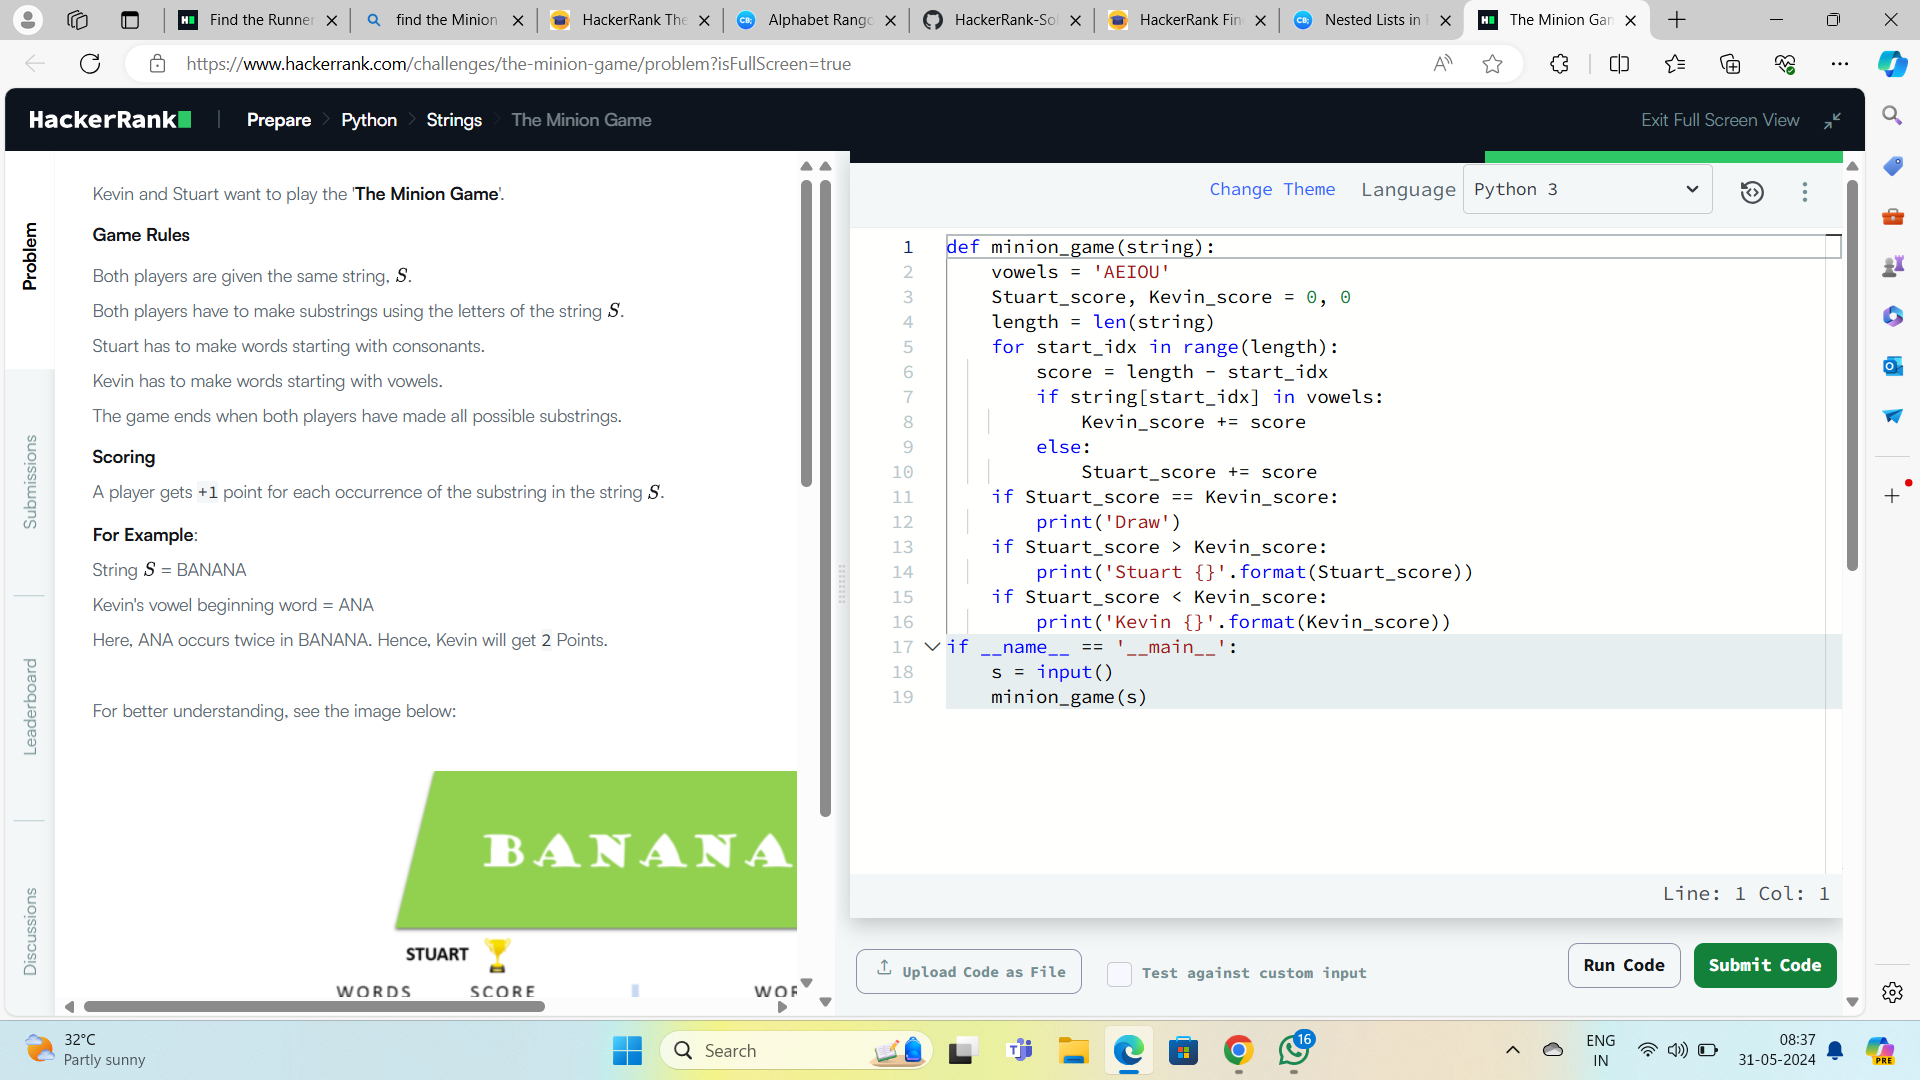 Find the Runner
find the Minion
HackerRank The
Alphabet Rango
HackerRank-Sol
HackerRank Fin
Nested Lists in
The Minion Gam
https://www.hackerrank.com/challenges/the-minion-game/problem?isFullScreen=true
HackerRank
Prepare > Python > Strings > The Minion Game
Exit Full Screen View
Problem
Submissions
Leaderboard
Discussions
Kevin and Stuart want to play the 'The Minion Game'.
Game Rules
Both players are given the same string, S.
Both players have to make substrings using the letters of the string S.
Stuart has to make words starting with consonants.
Kevin has to make words starting with vowels.
The game ends when both players have made all possible substrings.
Scoring
A player gets +1 point for each occurrence of the substring in the string S.
For Example:
String S = BANANA
Kevin's vowel beginning word = ANA
Here, ANA occurs twice in BANANA. Hence, Kevin will get 2 Points.
For better understanding, see the image below:
BANANA
STUART
WORDS SCORE WOR
Change Theme Language Python 3
1 def minion_game(string):
2     vowels = 'AEIOU'
3     Stuart_score, Kevin_score = 0, 0
4     length = len(string)
5     for start_idx in range(length):
6         score = length - start_idx
7         if string[start_idx] in vowels:
8             Kevin_score += score
9         else:
10             Stuart_score += score
11     if Stuart_score == Kevin_score:
12         print('Draw')
13     if Stuart_score > Kevin_score:
14         print('Stuart {}'.format(Stuart_score))
15     if Stuart_score < Kevin_score:
16         print('Kevin {}'.format(Kevin_score))
17 if __name__ == '__main__':
18     s = input()
19     minion_game(s)
Line: 1 Col: 1
Upload Code as File
Test against custom input
Run Code
Submit Code
32°C
Partly sunny
Search
16
ENG
IN
08:37
31-05-2024
PRE